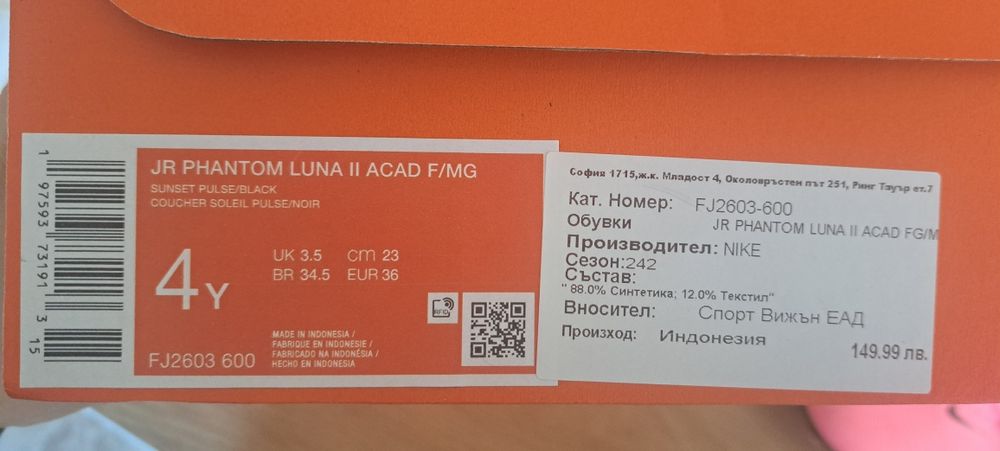 JR PHANTOM LUNA II ACAD F/MG
SUNSET PULSE/BLACK
COUCHER SOLEIL PULSE/NOIR
4Y
UK 3.5 cm 23
BR 34.5 EUR 36
RFID
MADE IN INDONESIA /
FABRIQUE EN INDONESIE /
FABRICADO NA INDONÉSIA /
HECHO EN INDONESIA
FJ2603 600
1 97593 73191 3 15
София 1715,ж.к. Младост 4, Околовръстен път 251, Ринг Тауър ет.7
Кат. Номер: FJ2603-600
Обувки JR PHANTOM LUNA II ACAD FG/M
Производител: NIKE
Сезон:242
Състав:
" 88.0% Синтетика; 12.0% Текстил"
Вносител: Спорт Вижън ЕАД
Произход: Индонезия
149.99 лв.